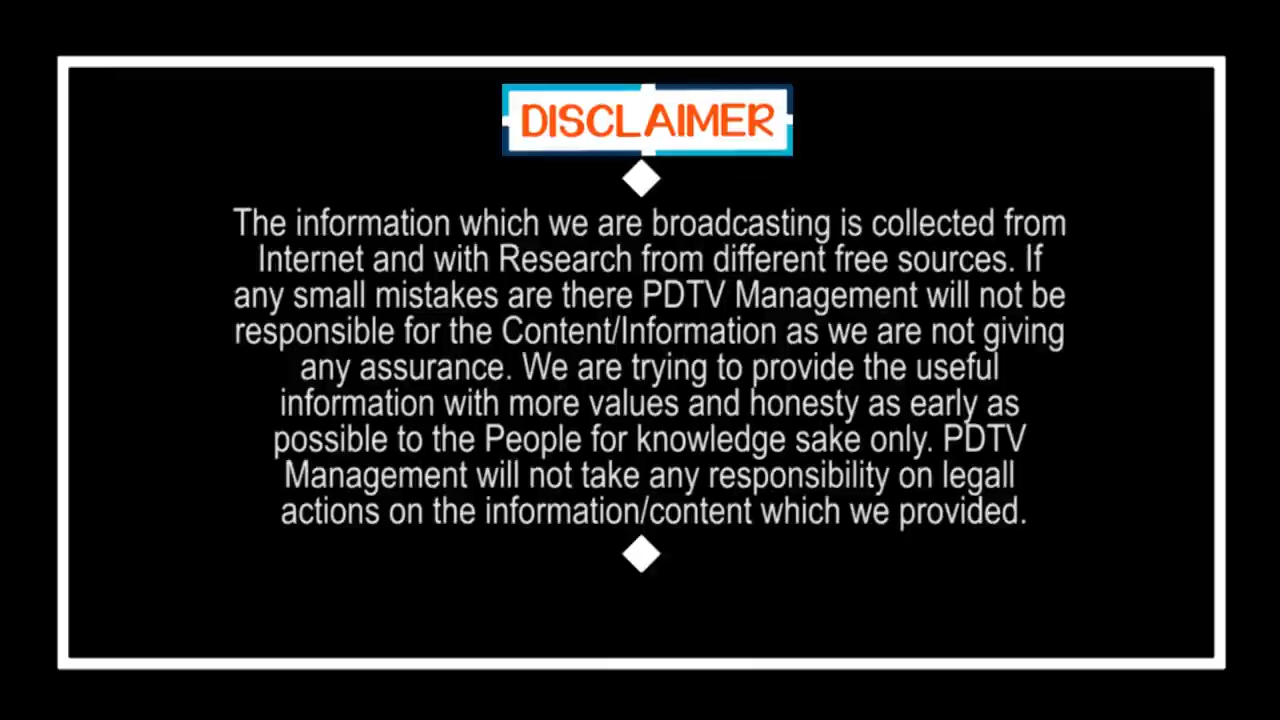 DISCLAIMER
The information which we are broadcasting is collected from
Internet and with Research from different free sources. If
any small mistakes are there PDTV Management will not be
responsible for the Content/Information as we are not giving
any assurance. We are trying to provide the useful
information with more values and honesty as early as
possible to the People for knowledge sake only. PDTV
Management will not take any responsibility on legall
actions on the information/content which we provided.